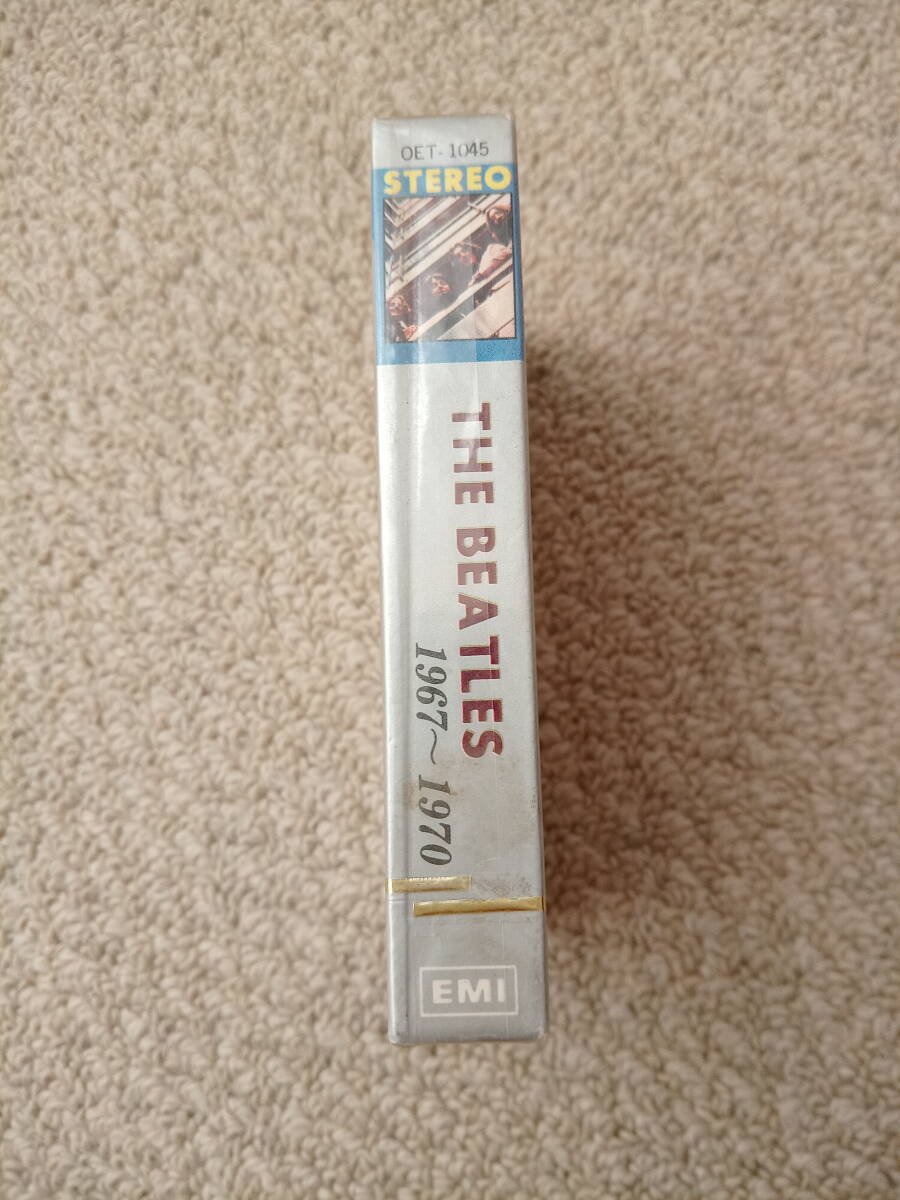 OET-1045
STEREO
THE BEATLES
1967~1970
EMI